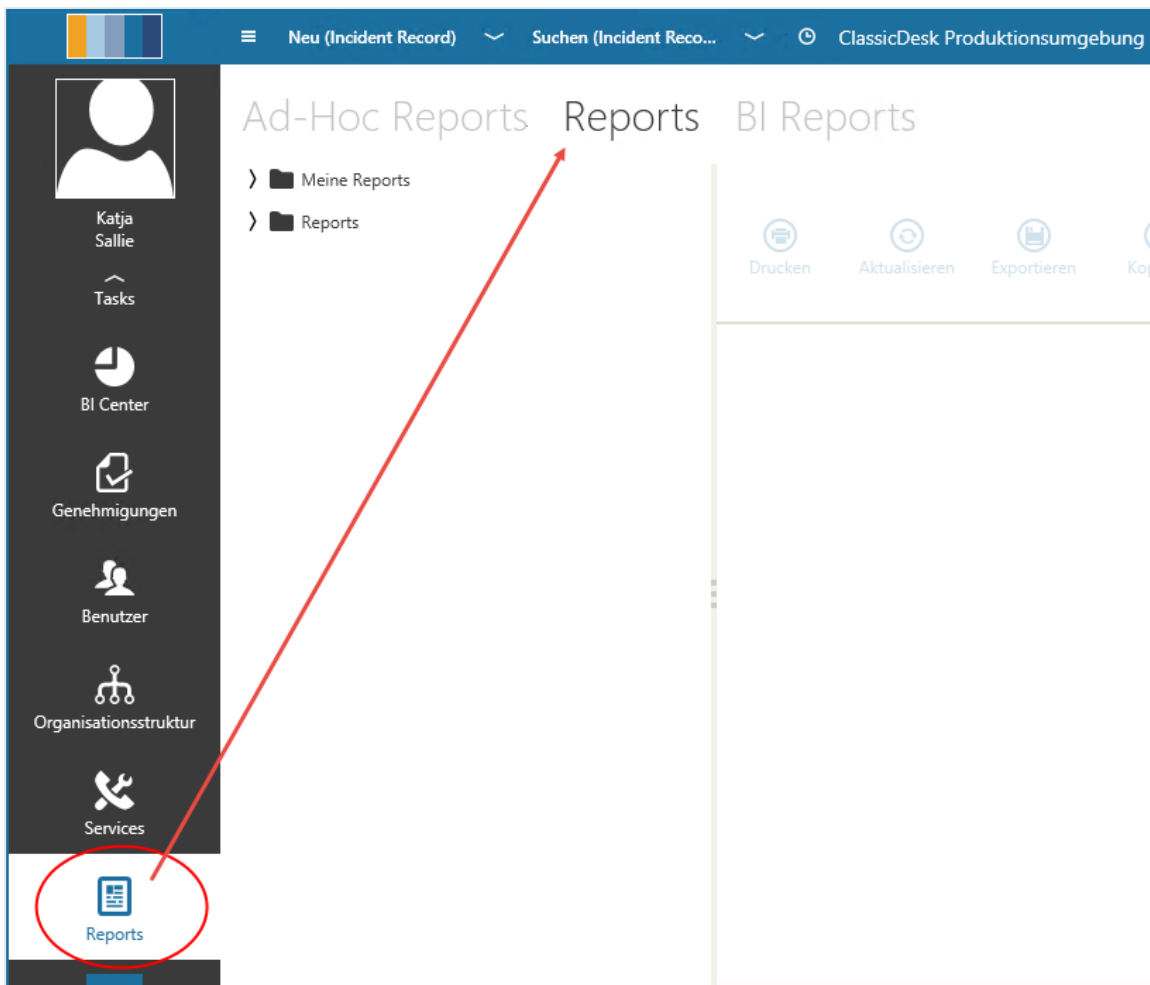 Neu (Incident Record)
Suchen (Incident Reco...
ClassicDesk Produktionsumgebung
Ad-Hoc Reports
Reports
BI Reports
Katja
Sallie
Tasks
BI Center
Genehmigungen
Benutzer
Organisationsstruktur
Services
Reports
Meine Reports
Reports
Drucken
Aktualisieren
Exportieren